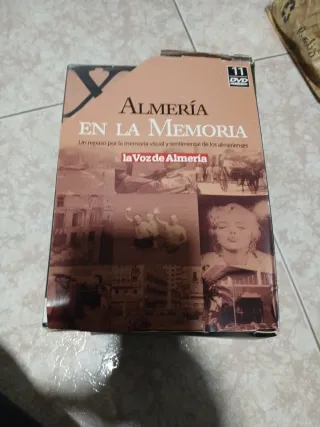 11
DVD
ALMERÍA
EN LA MEMORIA
Un repaso por la memoria visual y sentimental de los almerienses
la Voz de Almería